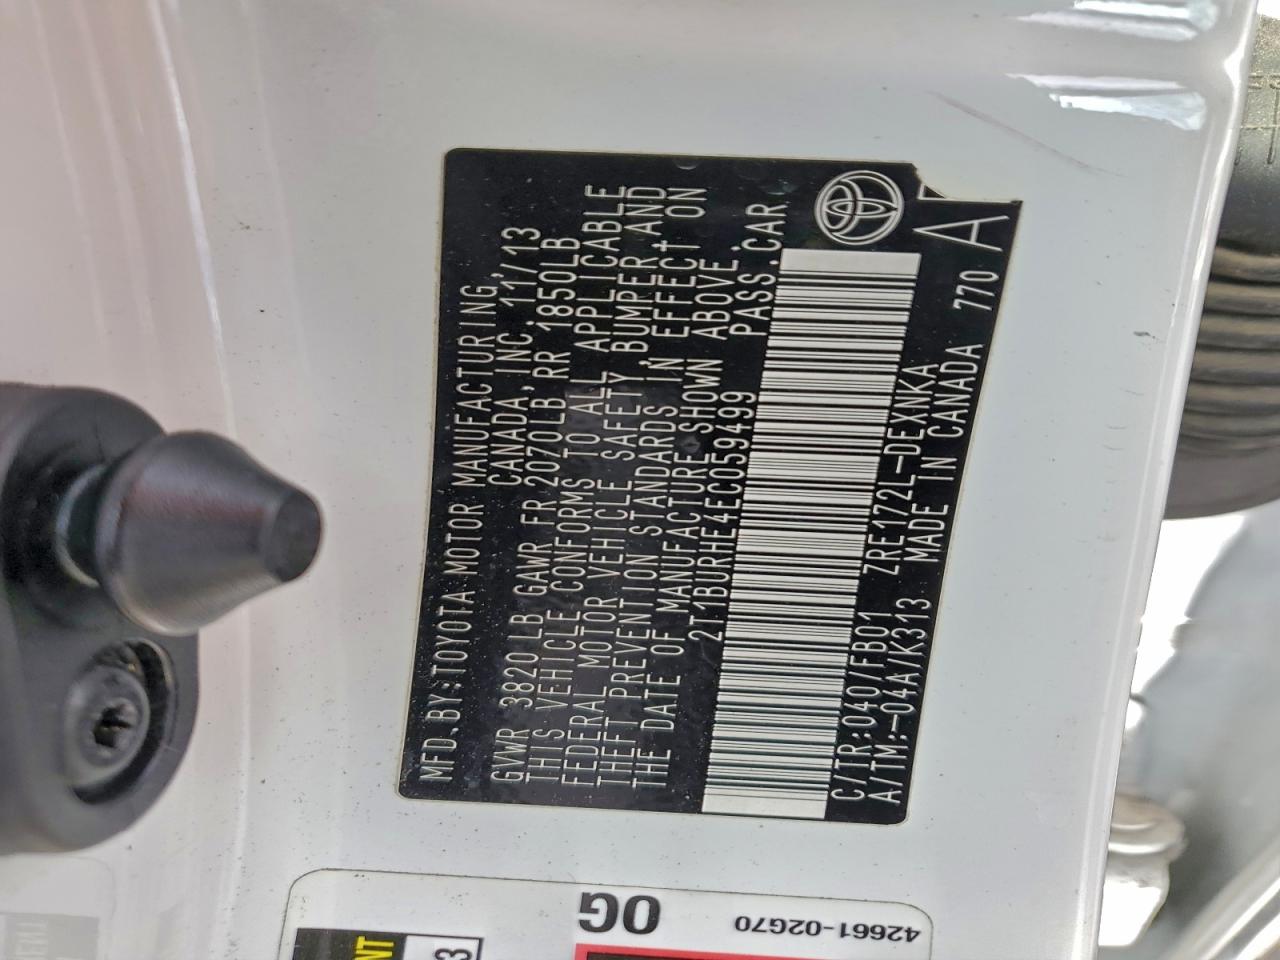 MFD.BY:TOYOTA MOTOR MANUFACTURING,
CANADA, INC.11/13
GVWR 3820 LB GAWR FR 2070LB RR 1850LB
THIS VEHICLE CONFORMS TO ALL APPLICABLE
FEDERAL MOTOR VEHICLE SAFETY, BUMPER, AND
THEFT PREVENTION STANDARDS IN EFFECT ON
THE DATE OF MANUFACTURE SHOWN ABOVE.
2T1BURHE4EC059499 PASS.CAR
C/TR:040/FB01 ZRE172L-DEXNKA
A/TM:-04A/K313 MADE IN CANADA 770 A
0G
42661-02G70
NT
3